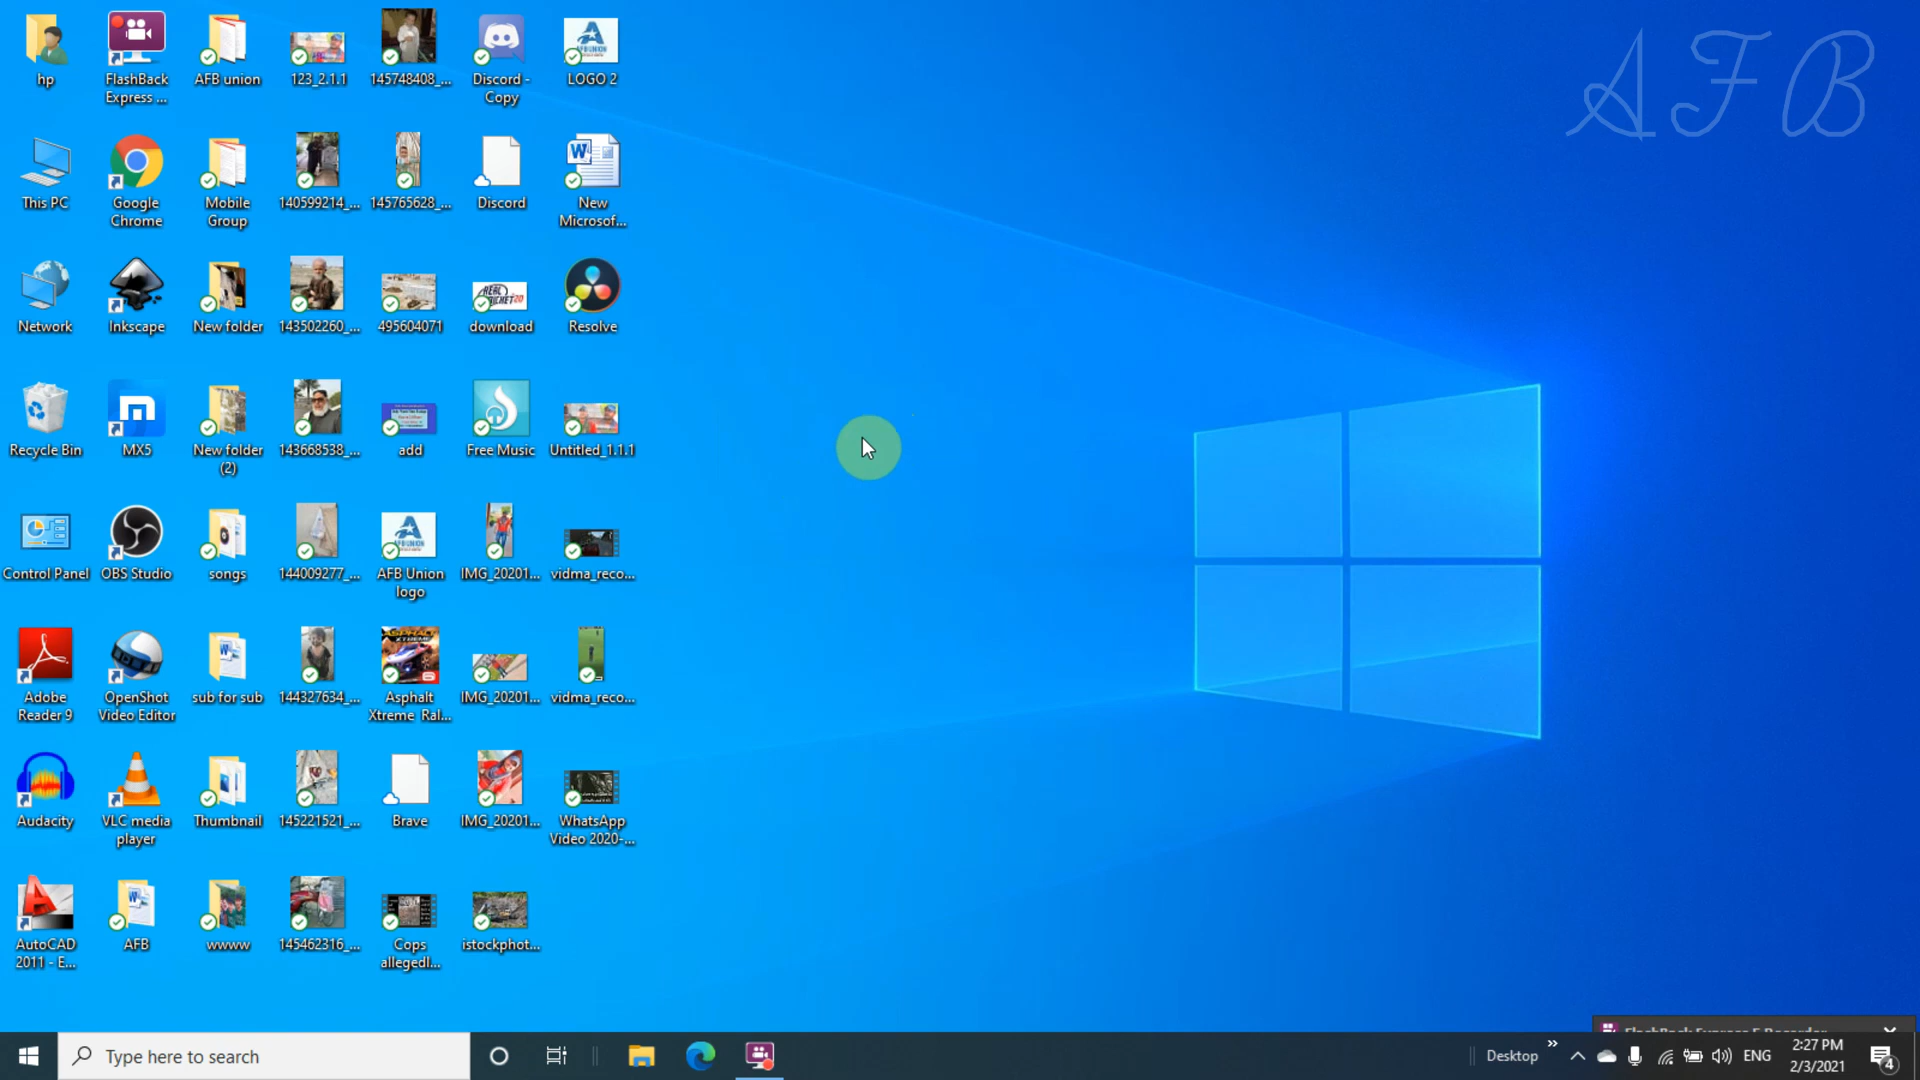 AFB
hp
FlashBack
Express ...
AFB union
123_2.1.1
145748408_...
Discord -
Copy
LOGO 2
This PC
Google
Chrome
Mobile
Group
140599214_...
145765628_...
Discord
New
Microsof...
Network
Inkscape
New folder
143502260_...
495604071
download
Resolve
Recycle Bin
MX5
New folder
(2)
143668538_...
add
Free Music
Untitled_1.1.1
Control Panel
OBS Studio
songs
144009277_...
AFB Union
logo
IMG_20201...
vidma_reco...
Adobe
Reader 9
OpenShot
Video Editor
sub for sub
144327634_...
Asphalt
Xtreme Ral...
IMG_20201...
vidma_reco...
Audacity
VLC media
player
Thumbnail
145221521_...
Brave
IMG_20201...
WhatsApp
Video 2020-...
AutoCAD
2011 - E...
AFB
wwww
145462316_...
Cops
allegedl...
istockphot...
FlashBack Express 5 Recorder
Type here to search
Desktop
ENG
2:27 PM
2/3/2021
4